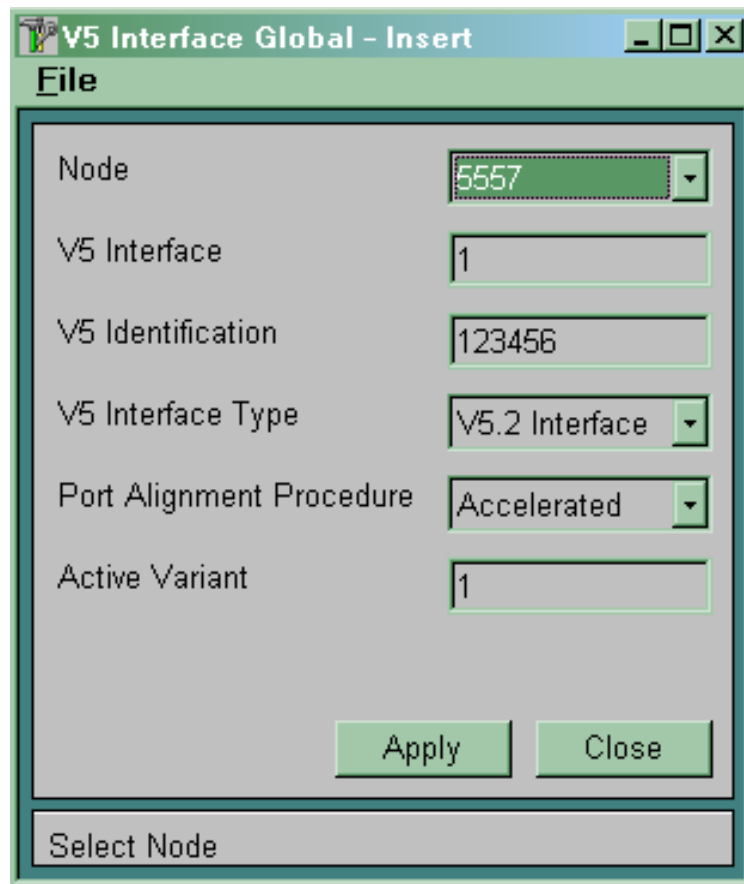 V5 Interface Global - Insert
File
Node 5557
V5 Interface 1
V5 Identification 123456
V5 Interface Type V5.2 Interface
Port Alignment Procedure Accelerated
Active Variant 1
Apply Close
Select Node